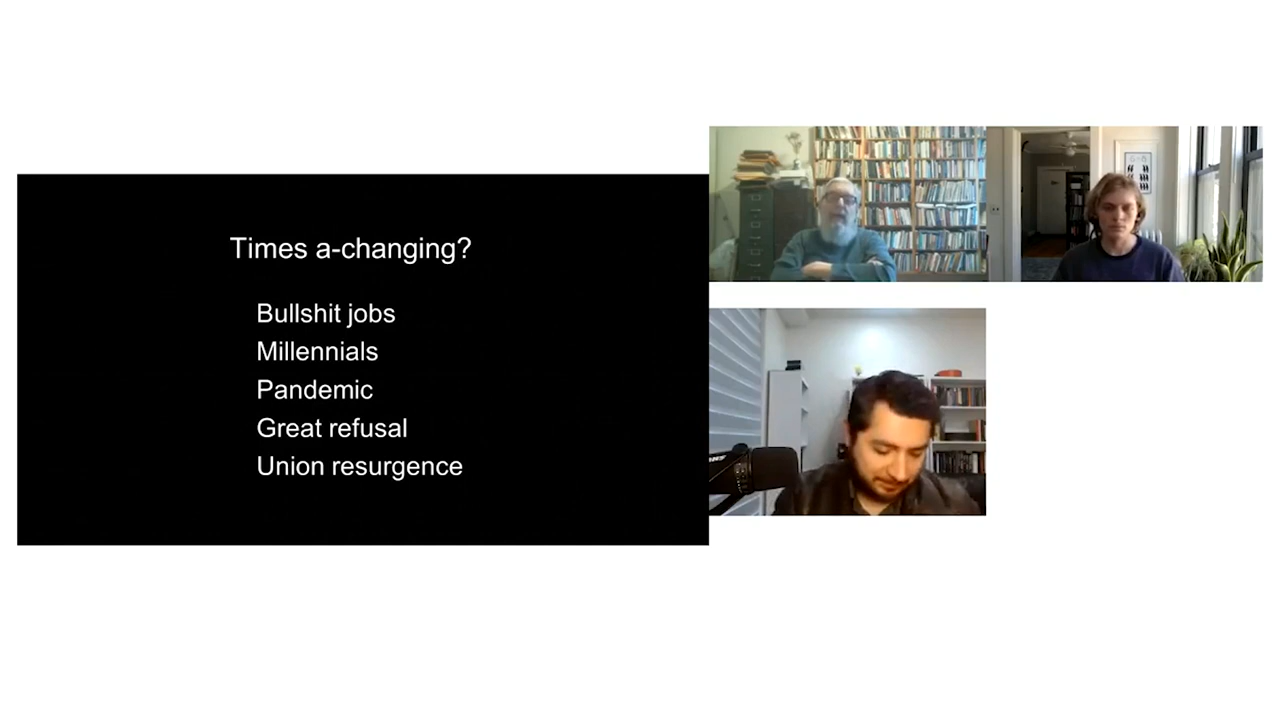 Times a-changing?
Bullshit jobs
Millennials
Pandemic
Great refusal
Union resurgence